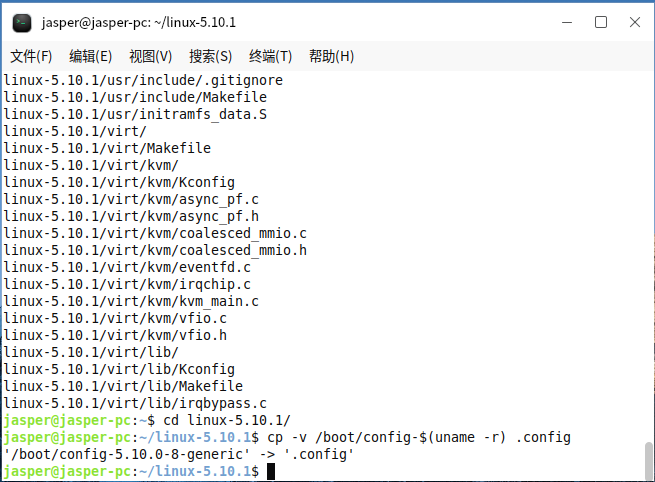 jasper@jasper-pc: ~/linux-5.10.1
文件(F) 编辑(E) 视图(V) 搜索(S) 终端(T) 帮助(H)
linux-5.10.1/usr/include/.gitignore
linux-5.10.1/usr/include/Makefile
linux-5.10.1/usr/initramfs_data.S
linux-5.10.1/virt/
linux-5.10.1/virt/Makefile
linux-5.10.1/virt/kvm/
linux-5.10.1/virt/kvm/Kconfig
linux-5.10.1/virt/kvm/async_pf.c
linux-5.10.1/virt/kvm/async_pf.h
linux-5.10.1/virt/kvm/coalesced_mmio.c
linux-5.10.1/virt/kvm/coalesced_mmio.h
linux-5.10.1/virt/kvm/eventfd.c
linux-5.10.1/virt/kvm/irqchip.c
linux-5.10.1/virt/kvm/kvm_main.c
linux-5.10.1/virt/kvm/vfio.c
linux-5.10.1/virt/kvm/vfio.h
linux-5.10.1/virt/lib/
linux-5.10.1/virt/lib/Kconfig
linux-5.10.1/virt/lib/Makefile
linux-5.10.1/virt/lib/irqbypass.c
jasper@jasper-pc:~$ cd linux-5.10.1/
jasper@jasper-pc:~/linux-5.10.1$ cp -v /boot/config-$(uname -r) .config
'/boot/config-5.10.0-8-generic' -> '.config'
jasper@jasper-pc:~/linux-5.10.1$